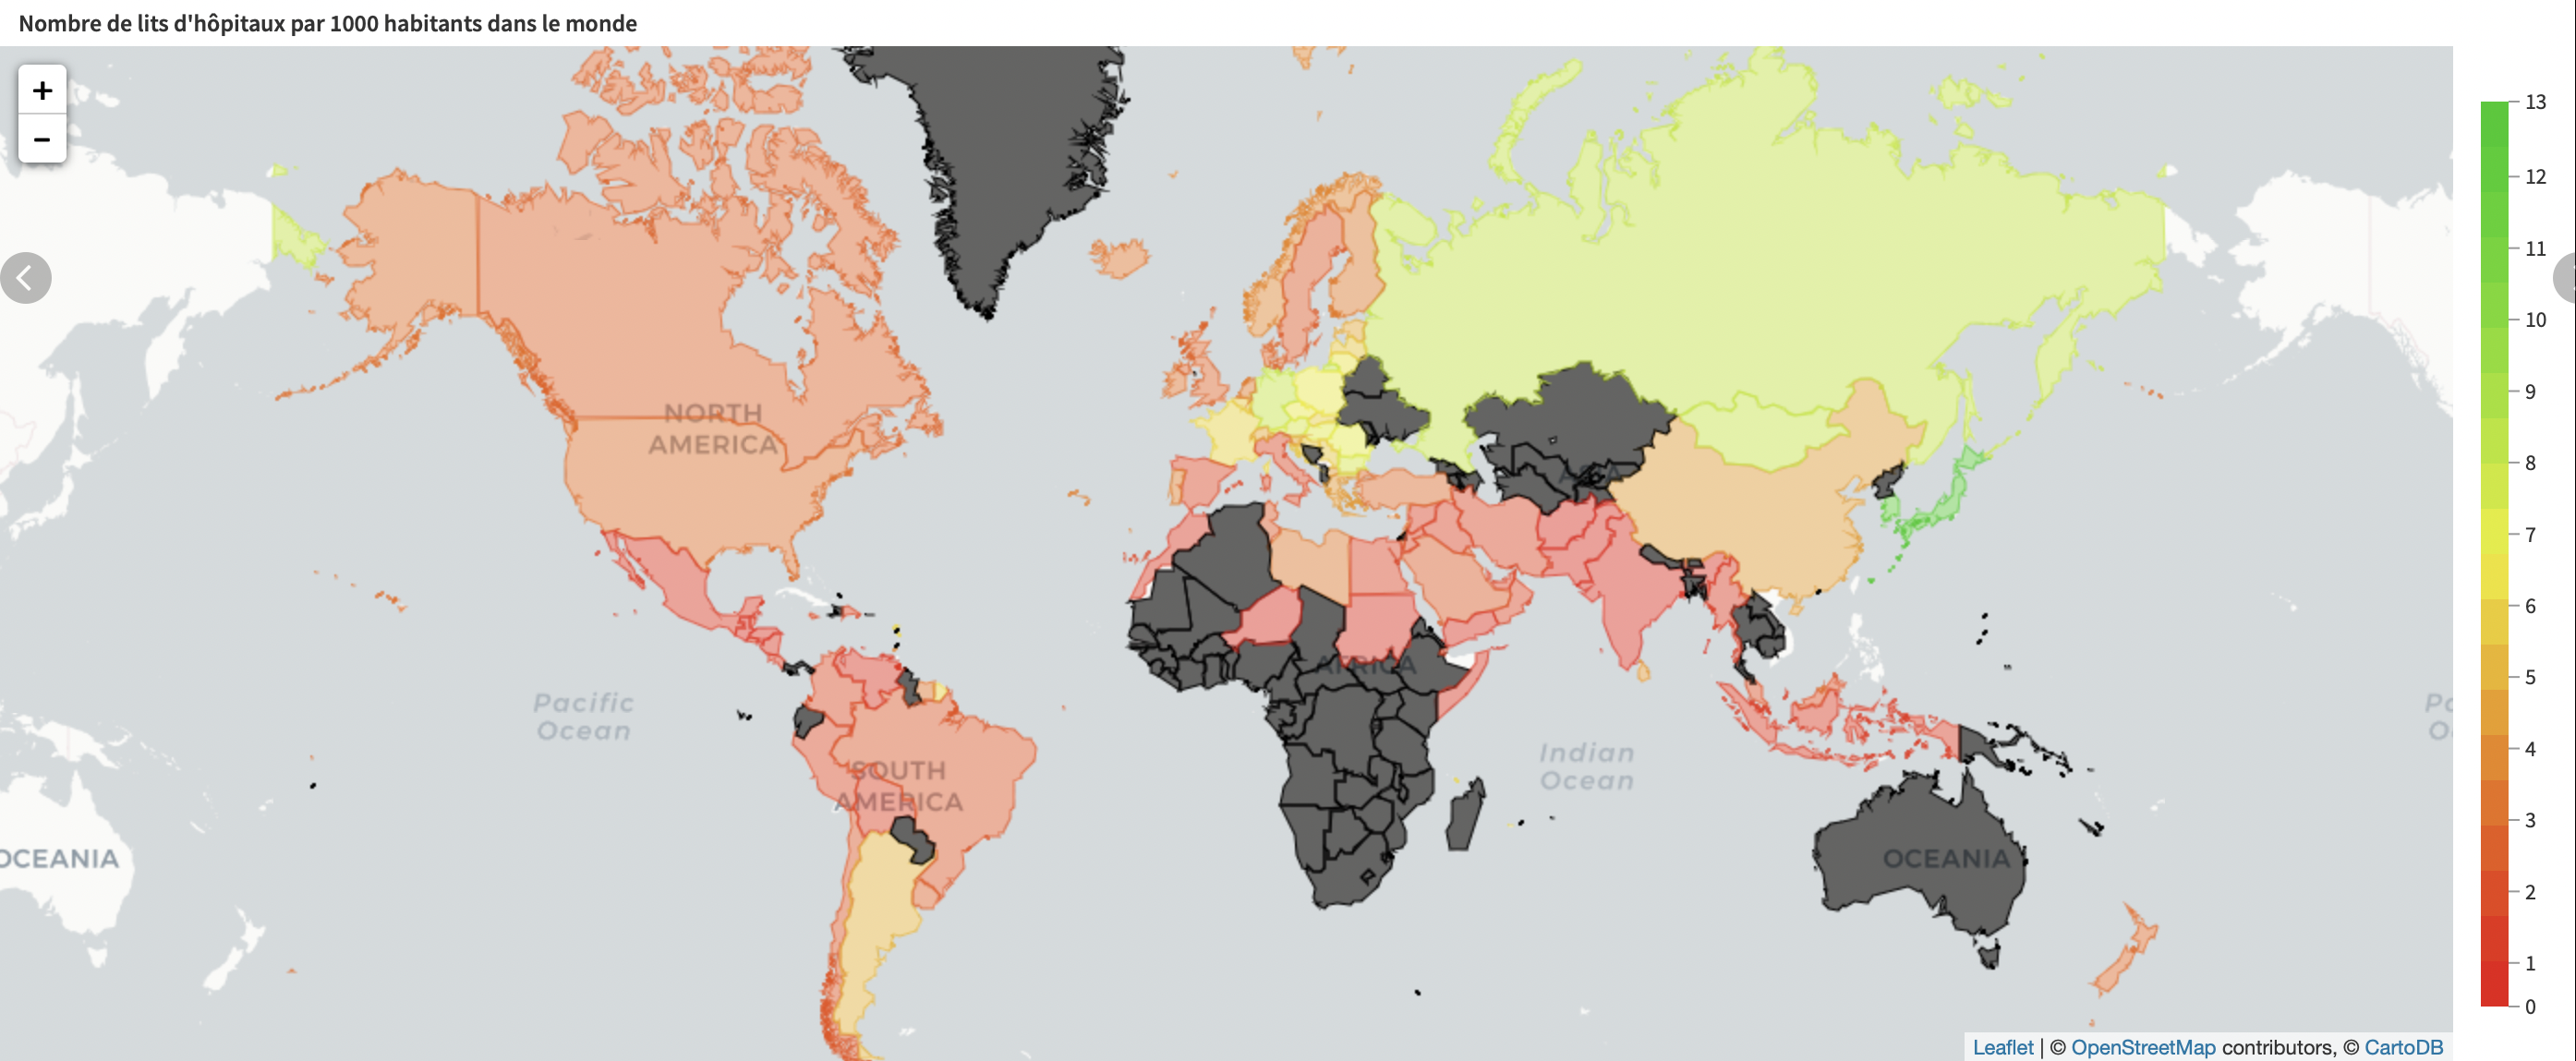 Nombre de lits d'hôpitaux par 1000 habitants dans le monde
+
−
NORTH
AMERICA
Pacific
Ocean
SOUTH
AMERICA
AFRICA
Indian
Ocean
OCEANIA
OCEANIA
13
12
11
10
9
8
7
6
5
4
3
2
1
0
Leaflet | © OpenStreetMap contributors, © CartoDB